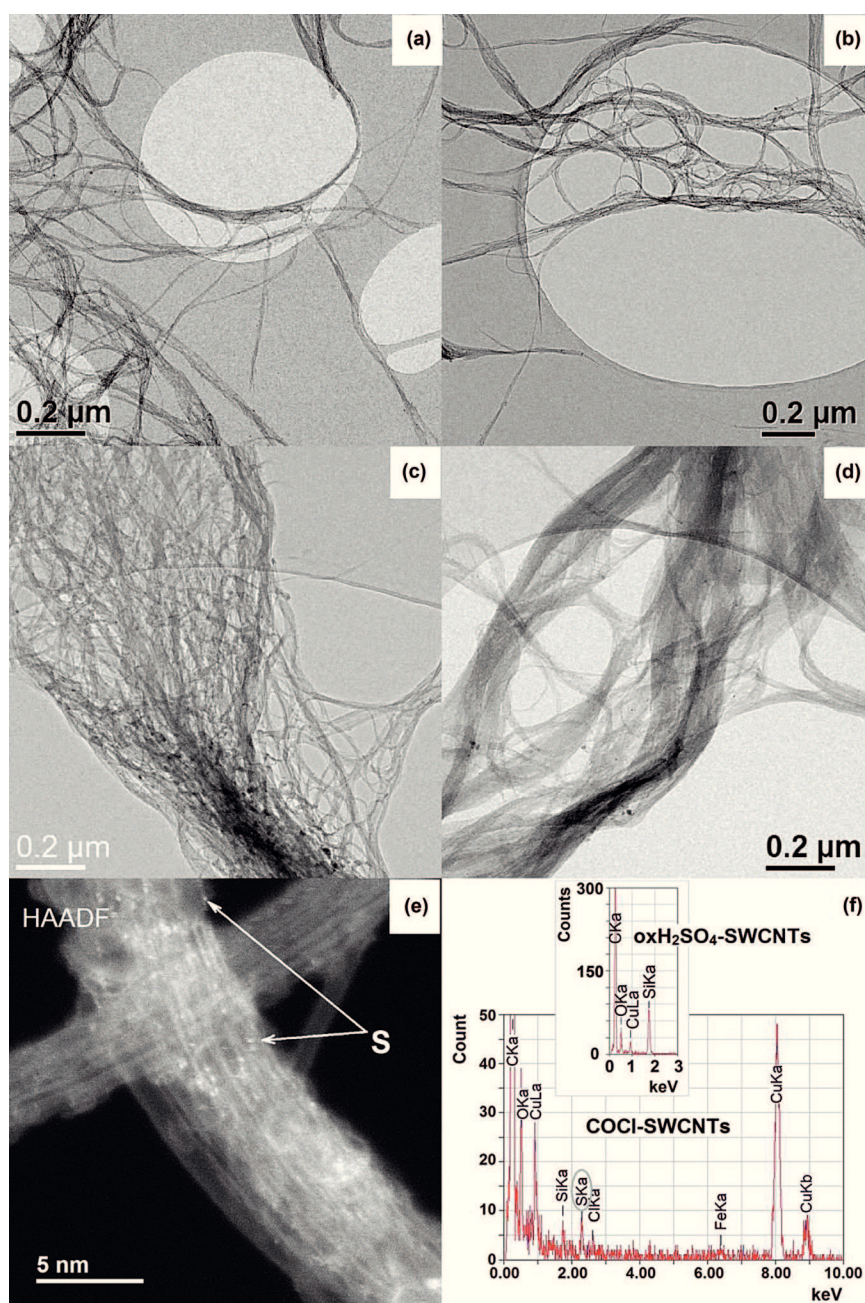 (a)
(b)
0.2 µm
0.2 µm
(c)
(d)
0.2 µm
0.2 µm
HAADF
(e)
S
5 nm
(f)
300
Counts
150
0
CKa
OKa
CuLa
SiKa
oxH₂SO₄-SWCNTs
0 1 2 3
keV
50
Count
40
30
20
10
0
CKa
OKa
CuLa
COCl-SWCNTs
SiKa
SKa
ClKa
FeKa
CuKa
CuKb
0.00 2.00 4.00 6.00 8.00 10.00
keV